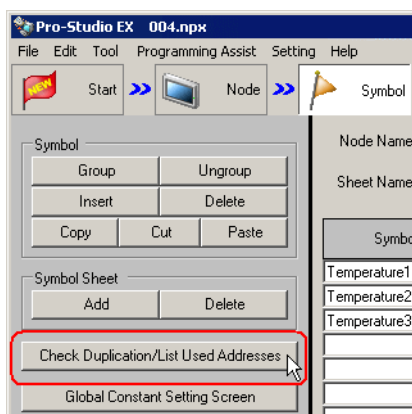 Pro-Studio EX 004.npx
File Edit Tool Programming Assist Setting Help
NEW Start Node Symbol
Symbol
Group Ungroup
Insert Delete
Copy Cut Paste
Symbol Sheet
Add Delete
Check Duplication/List Used Addresses
Global Constant Setting Screen
Node Name
Sheet Name
Symbo
Temperature1
Temperature2
Temperature3